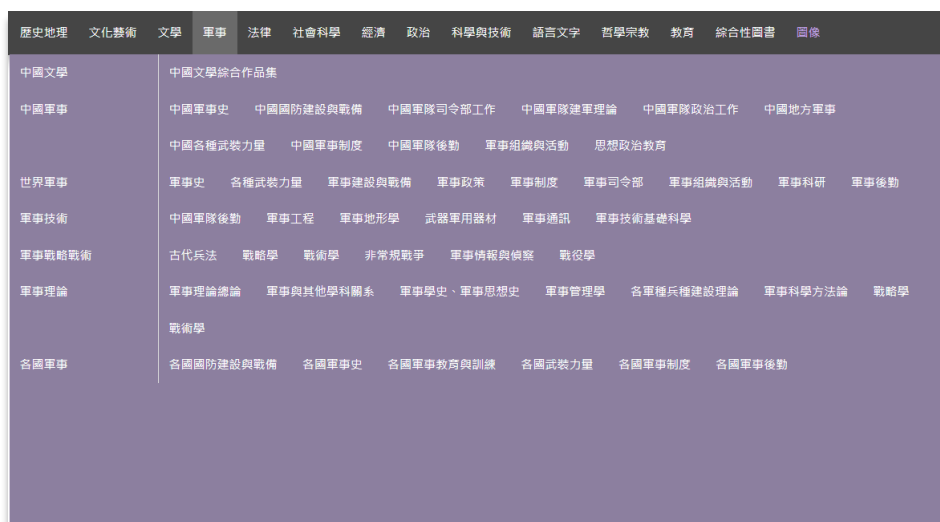 歷史地理 文化藝術 文學 軍事 法律 社會科學 經濟 政治 科學與技術 語言文字 哲學宗教 教育 綜合性圖書 圖像
中國文學 中國文學綜合作品集
中國軍事 中國軍事史 中國國防建設與戰備 中國軍隊司令部工作 中國軍隊建軍理論 中國軍隊政治工作 中國地方軍事
中國各種武裝力量 中國軍事制度 中國軍隊後勤 軍事組織與活動 思想政治教育
世界軍事 軍事史 各種武裝力量 軍事建設與戰備 軍事政策 軍事制度 軍事司令部 軍事組織與活動 軍事科研 軍事後勤
軍事技術 中國軍隊後勤 軍事工程 軍事地形學 武器軍用器材 軍事通訊 軍事技術基礎科學
軍事戰略戰術 古代兵法 戰略學 戰術學 非常規戰爭 軍事情報與偵察 戰役學
軍事理論 軍事理論總論 軍事與其他學科關系 軍事學史、軍事思想史 軍事管理學 各軍種兵種建設理論 軍事科學方法論 戰略學
戰術學
各國軍事 各國國防建設與戰備 各國軍事史 各國軍事教育與訓練 各國武裝力量 各國軍事制度 各國軍事後勤